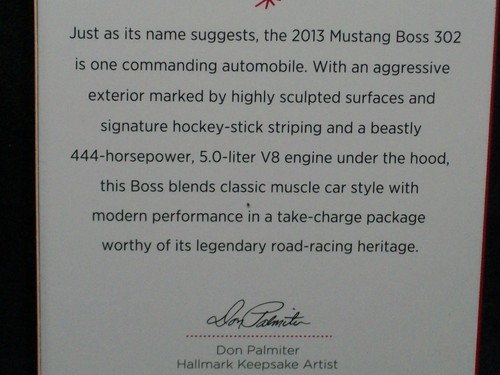 Just as its name suggests, the 2013 Mustang Boss 302
is one commanding automobile. With an aggressive
exterior marked by highly sculpted surfaces and
signature hockey-stick striping and a beastly
444-horsepower, 5.0-liter V8 engine under the hood,
this Boss blends classic muscle car style with
modern performance in a take-charge package
worthy of its legendary road-racing heritage.
Don Palmiter
Don Palmiter
Hallmark Keepsake Artist